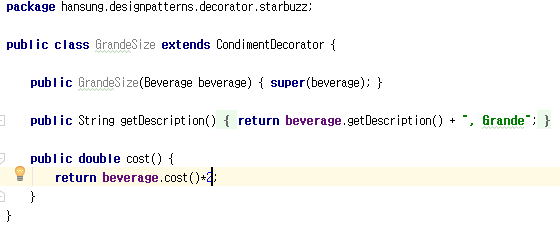 package hansung.designpatterns.decorator.starbuzz;
public class GrandeSize extends CondimentDecorator {
public GrandeSize(Beverage beverage) { super(beverage); }
public String getDescription() { return beverage.getDescription() + ", Grande"; }
public double cost() {
return beverage.cost()*2;
}
}